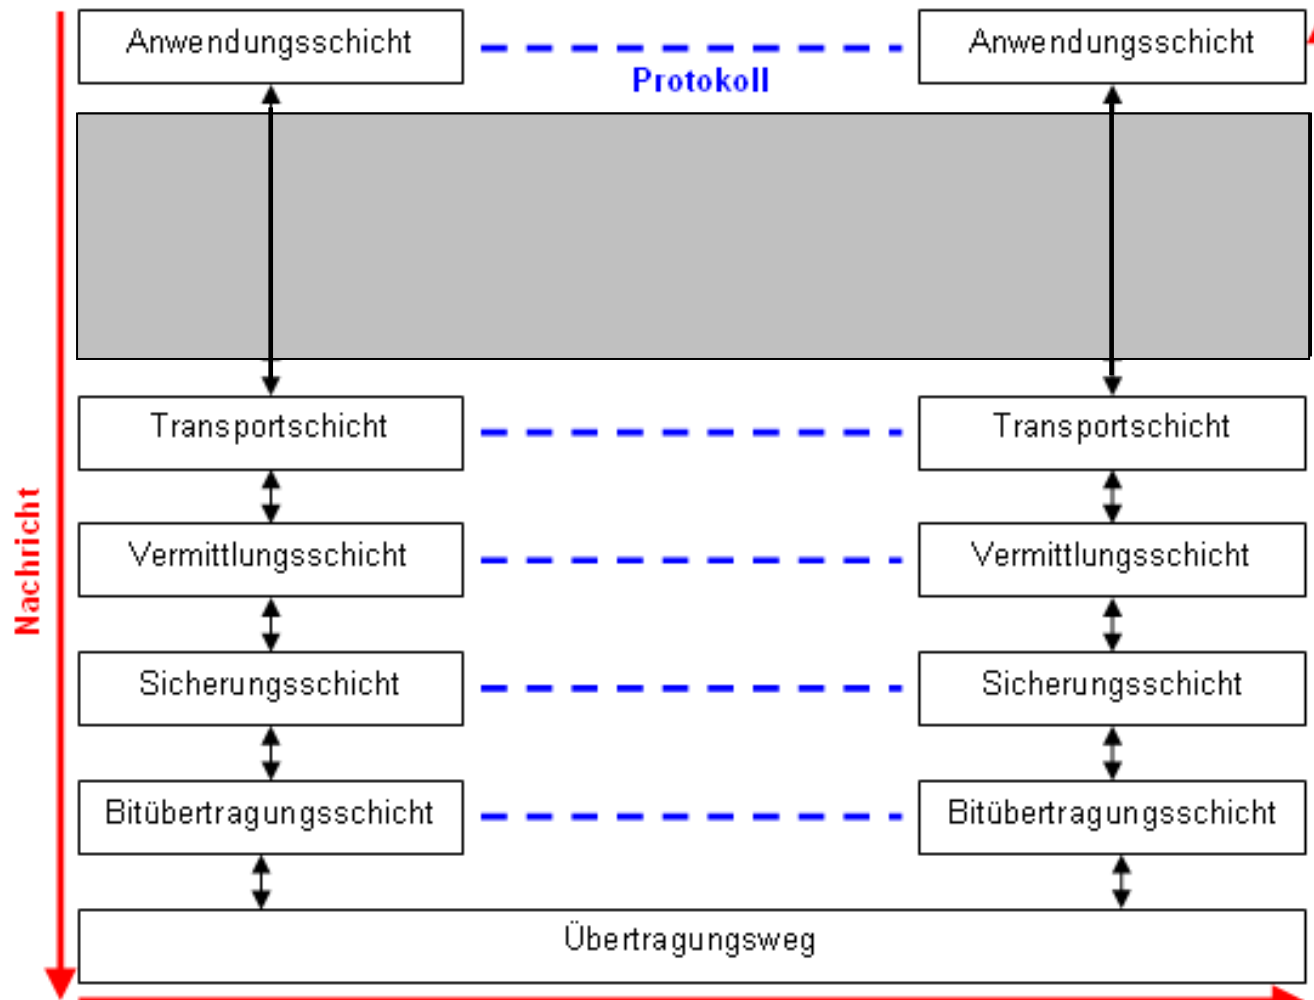 Anwendungsschicht
Anwendungsschicht
Protokoll
Transportschicht
Transportschicht
Nachricht
Vermittlungsschicht
Vermittlungsschicht
Sicherungsschicht
Sicherungsschicht
Bitübertragungsschicht
Bitübertragungsschicht
Übertragungsweg